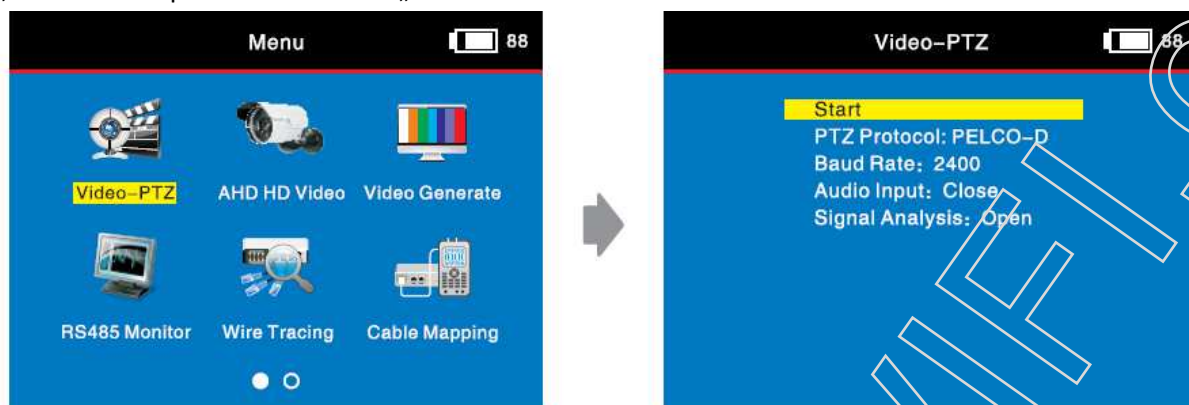 Menu 88
Video-PTZ AHD HD Video Video Generate
RS485 Monitor Wire Tracing Cable Mapping
Video-PTZ 88
Start
PTZ Protocol: PELCO-D
Baud Rate: 2400
Audio Input: Close
Signal Analysis: Open